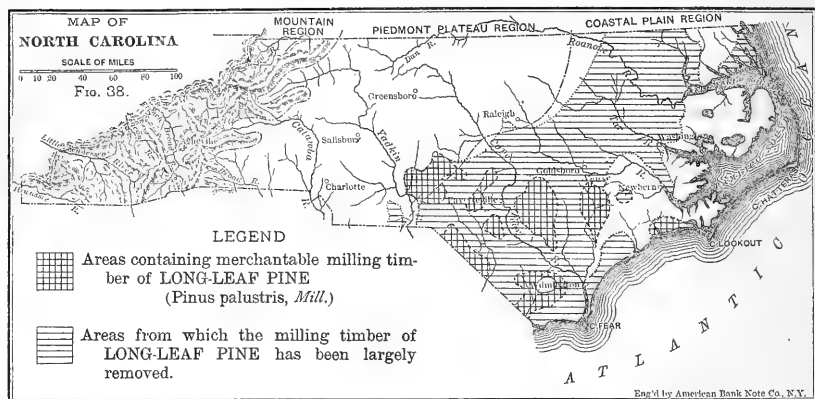 MAP OF
NORTH CAROLINA
SCALE OF MILES
0 10 20 40 60 80 100
FIG. 38.
MOUNTAIN
REGION
PIEDMONT PLATEAU REGION
COASTAL PLAIN REGION
Dan R.
Roanoke R.
Greensboro
Raleigh
Tar R.
Washington
Catawba R.
Salisbury
Yadkin
Goldsboro
Neuse R.
Newbern
Charlotte
C. HATTERAS
C. LOOKOUT
Wilmington
C. FEAR
ATLANTIC
LEGEND
Areas containing merchantable milling tim-
ber of LONG-LEAF PINE
(Pinus palustris, Mill.)
Areas from which the milling timber of
LONG-LEAF PINE has been largely
removed.
Eng'd by American Bank Note Co., N.Y.